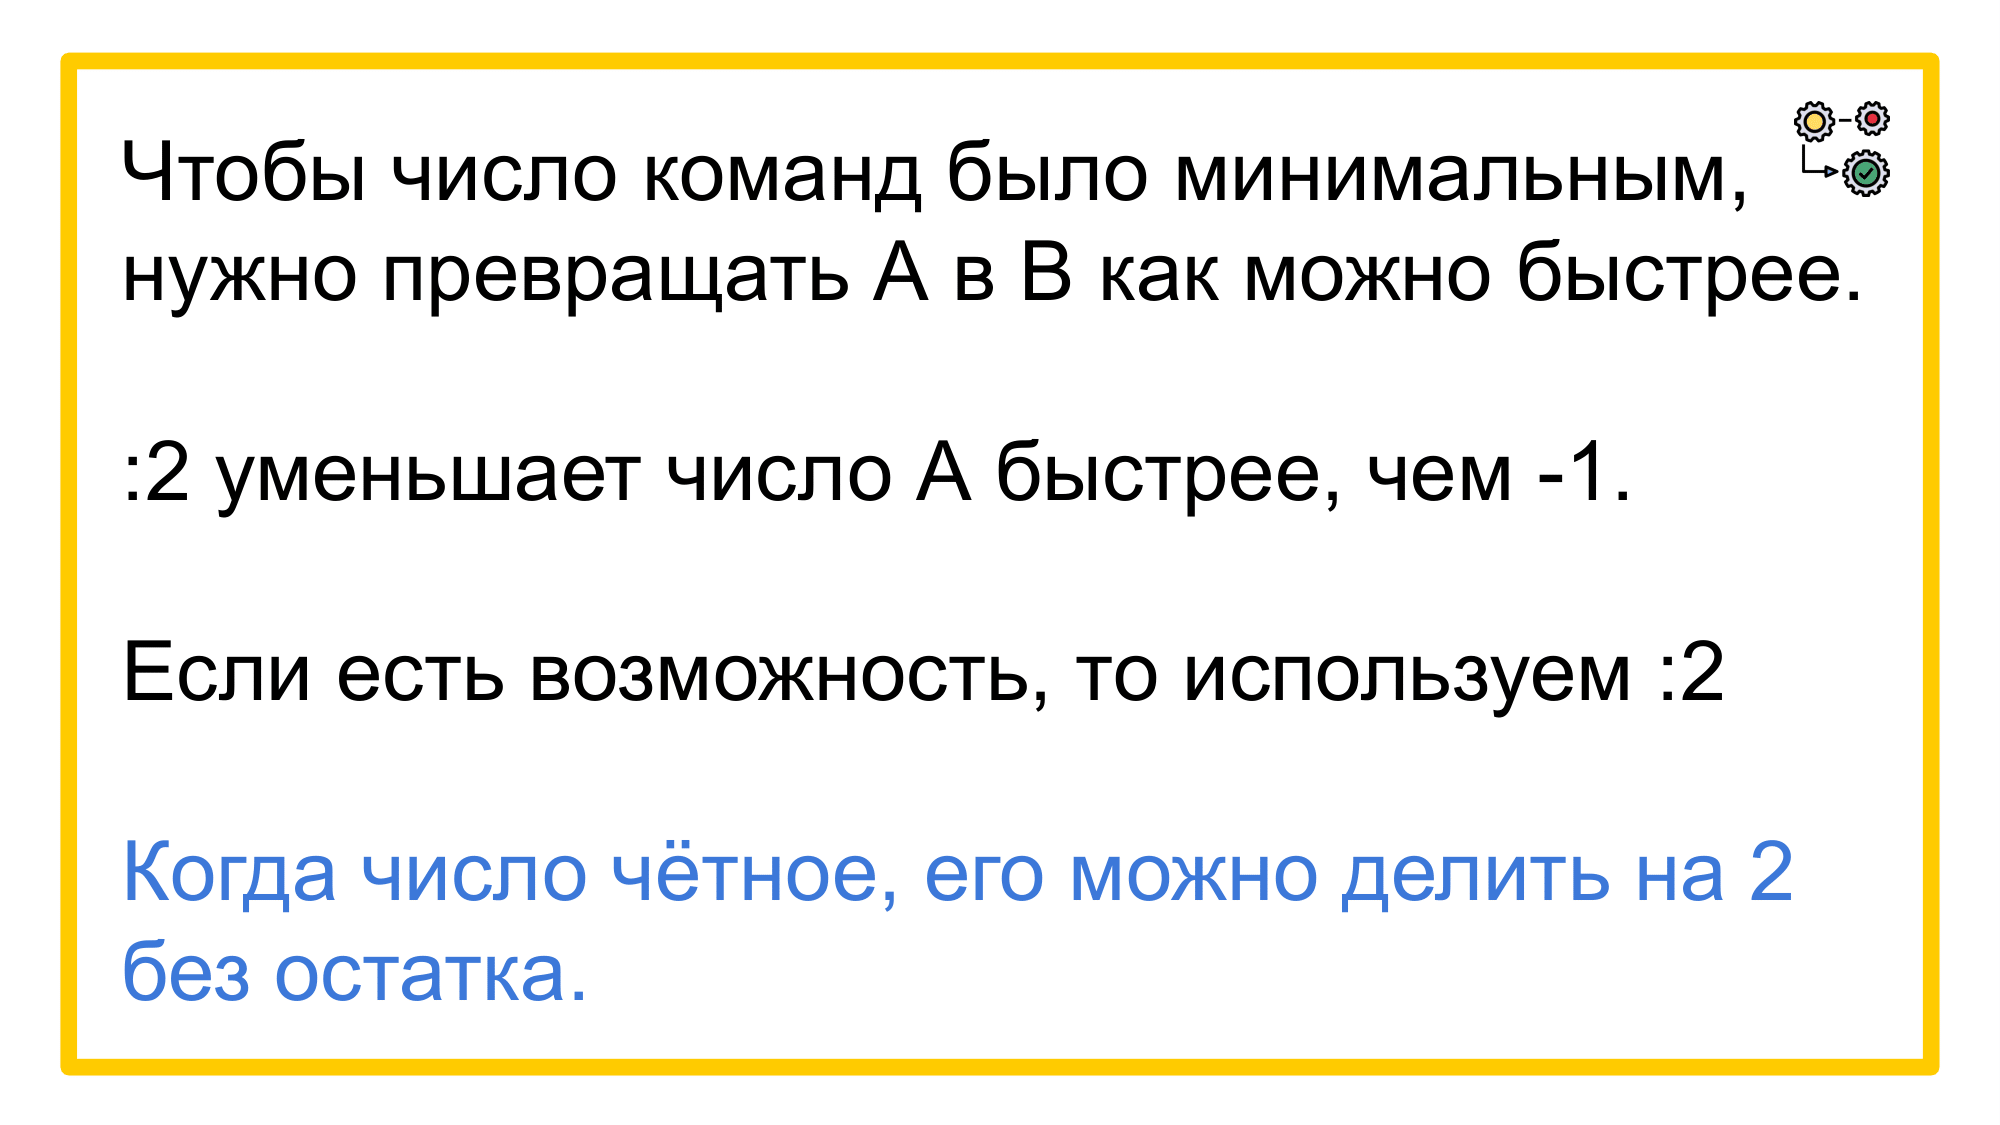 Чтобы число команд было минимальным,
нужно превращать А в В как можно быстрее.
:2 уменьшает число А быстрее, чем -1.
Если есть возможность, то используем :2
Когда число чётное, его можно делить на 2
без остатка.